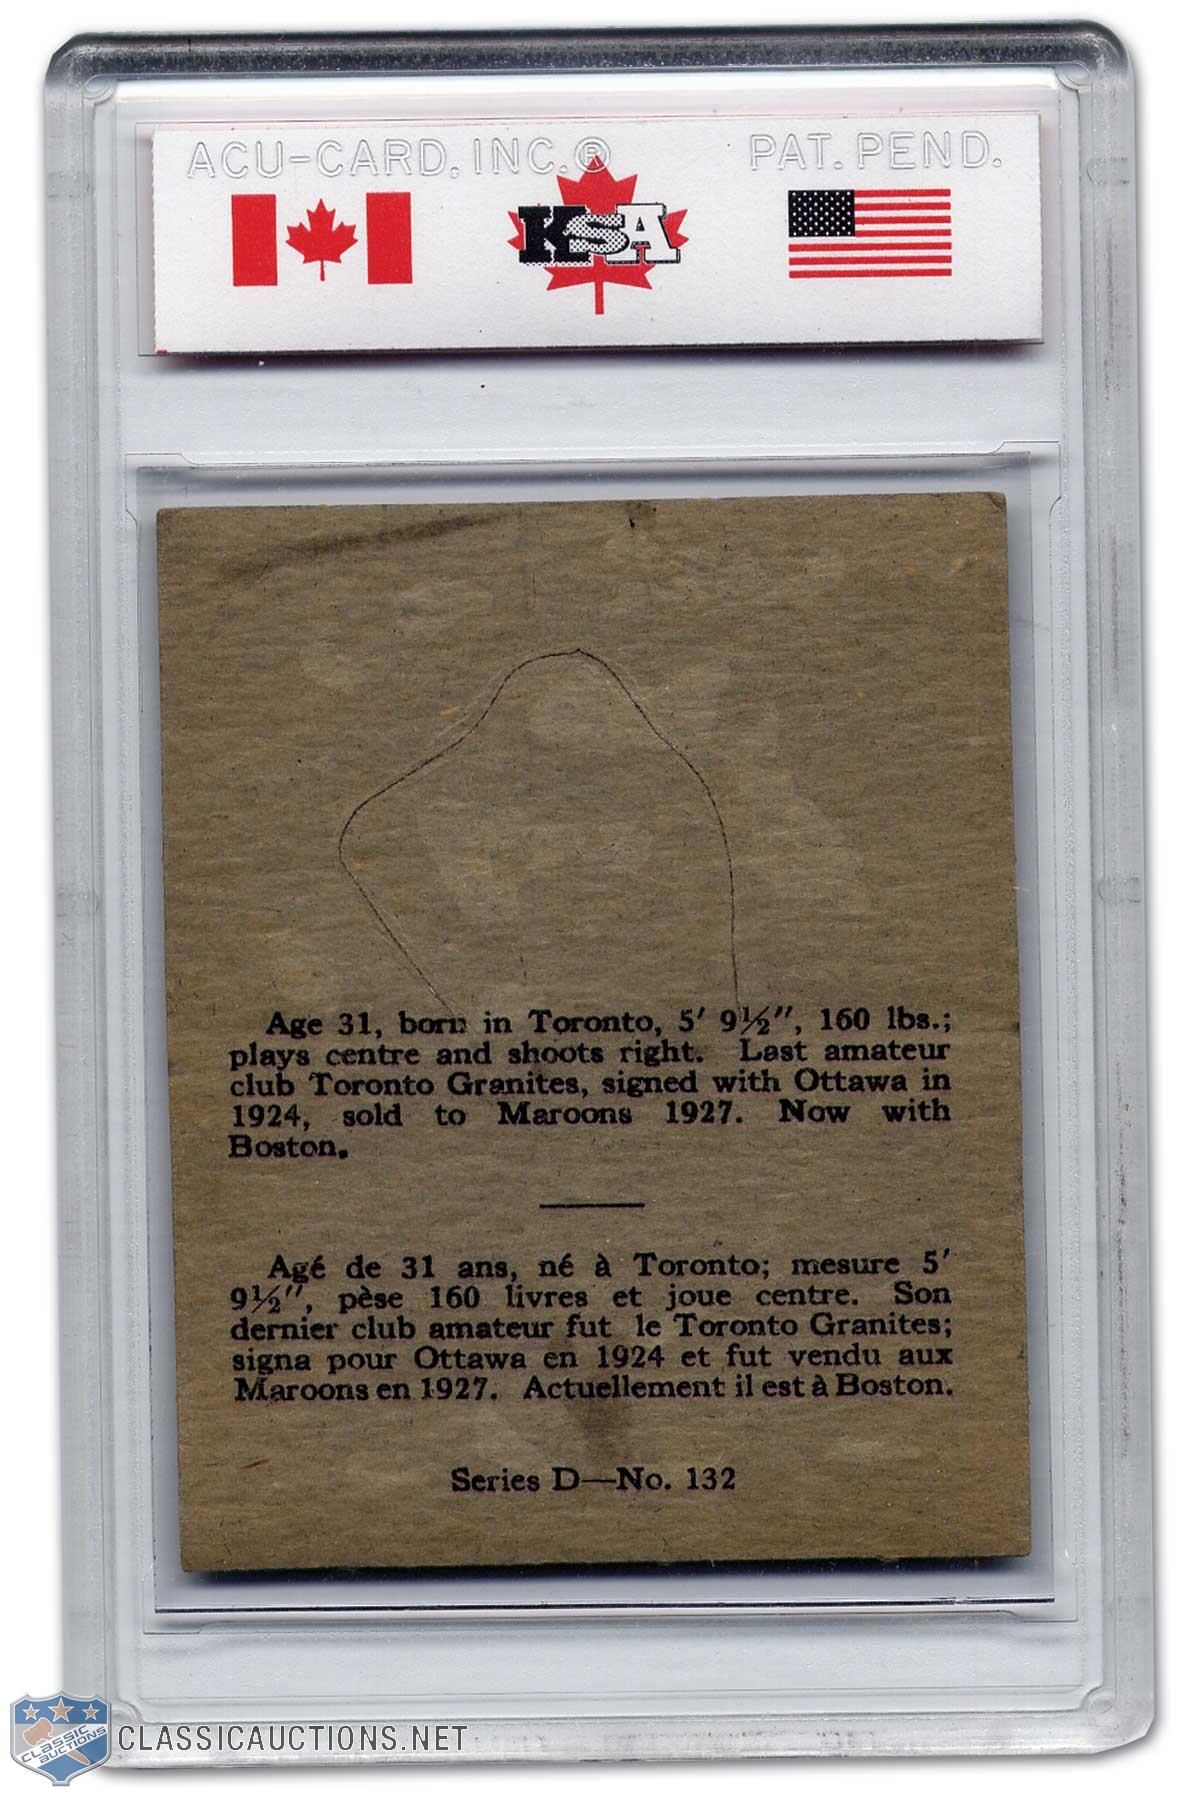 ACU-CARD, INC.® PAT. PEND.
KSA
Age 31, born in Toronto, 5' 9½", 160 lbs.;
plays centre and shoots right. Last amateur
club Toronto Granites, signed with Ottawa in
1924, sold to Maroons 1927. Now with
Boston.
Agé de 31 ans, né à Toronto; mesure 5'
9½", pèse 160 livres et joue centre. Son
dernier club amateur fut le Toronto Granites;
signa pour Ottawa en 1924 et fut vendu aux
Maroons en 1927. Actuellement il est à Boston.
Series D—No. 132
CLASSIC
AUCTIONS
CLASSICAUCTIONS.NET